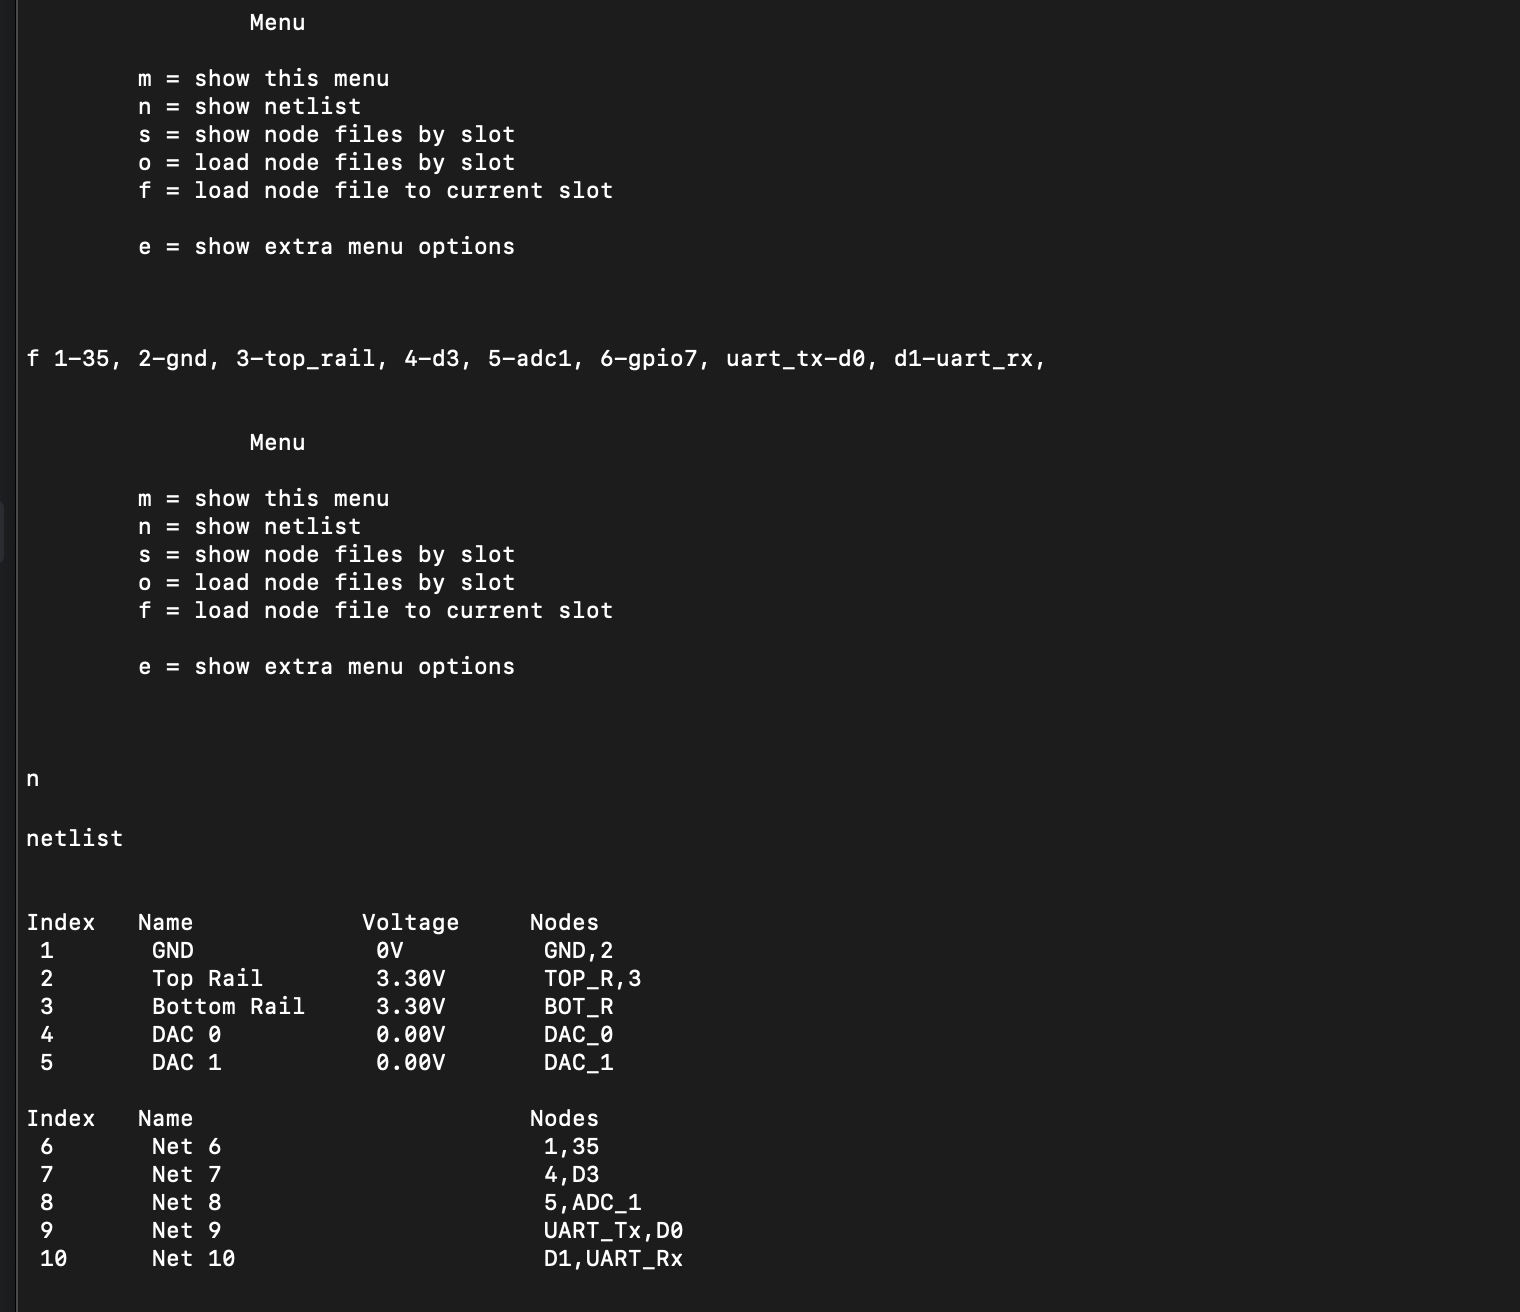 Menu
m = show this menu
n = show netlist
s = show node files by slot
o = load node files by slot
f = load node file to current slot
e = show extra menu options
f 1-35, 2-gnd, 3-top_rail, 4-d3, 5-adc1, 6-gpio7, uart_tx-d0, d1-uart_rx,
Menu
m = show this menu
n = show netlist
s = show node files by slot
o = load node files by slot
f = load node file to current slot
e = show extra menu options
n
netlist
Index Name Voltage Nodes
1 GND 0V GND,2
2 Top Rail 3.30V TOP_R,3
3 Bottom Rail 3.30V BOT_R
4 DAC 0 0.00V DAC_0
5 DAC 1 0.00V DAC_1
Index Name Nodes
6 Net 6 1,35
7 Net 7 4,D3
8 Net 8 5,ADC_1
9 Net 9 UART_Tx,D0
10 Net 10 D1,UART_Rx